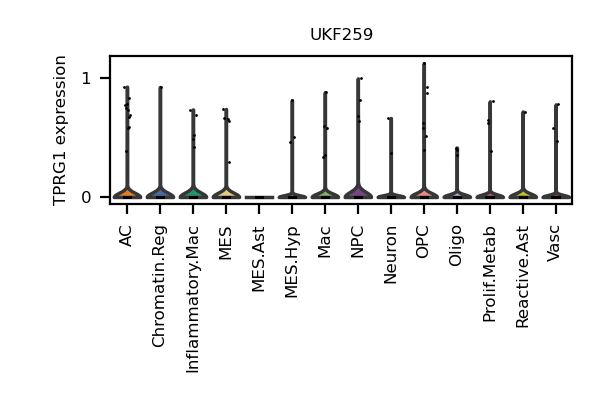 UKF259
TPRG1 expression
1
0
AC
Chromatin.Reg
Inflammatory.Mac
MES
MES.Ast
MES.Hyp
Mac
NPC
Neuron
OPC
Oligo
Prolif.Metab
Reactive.Ast
Vasc